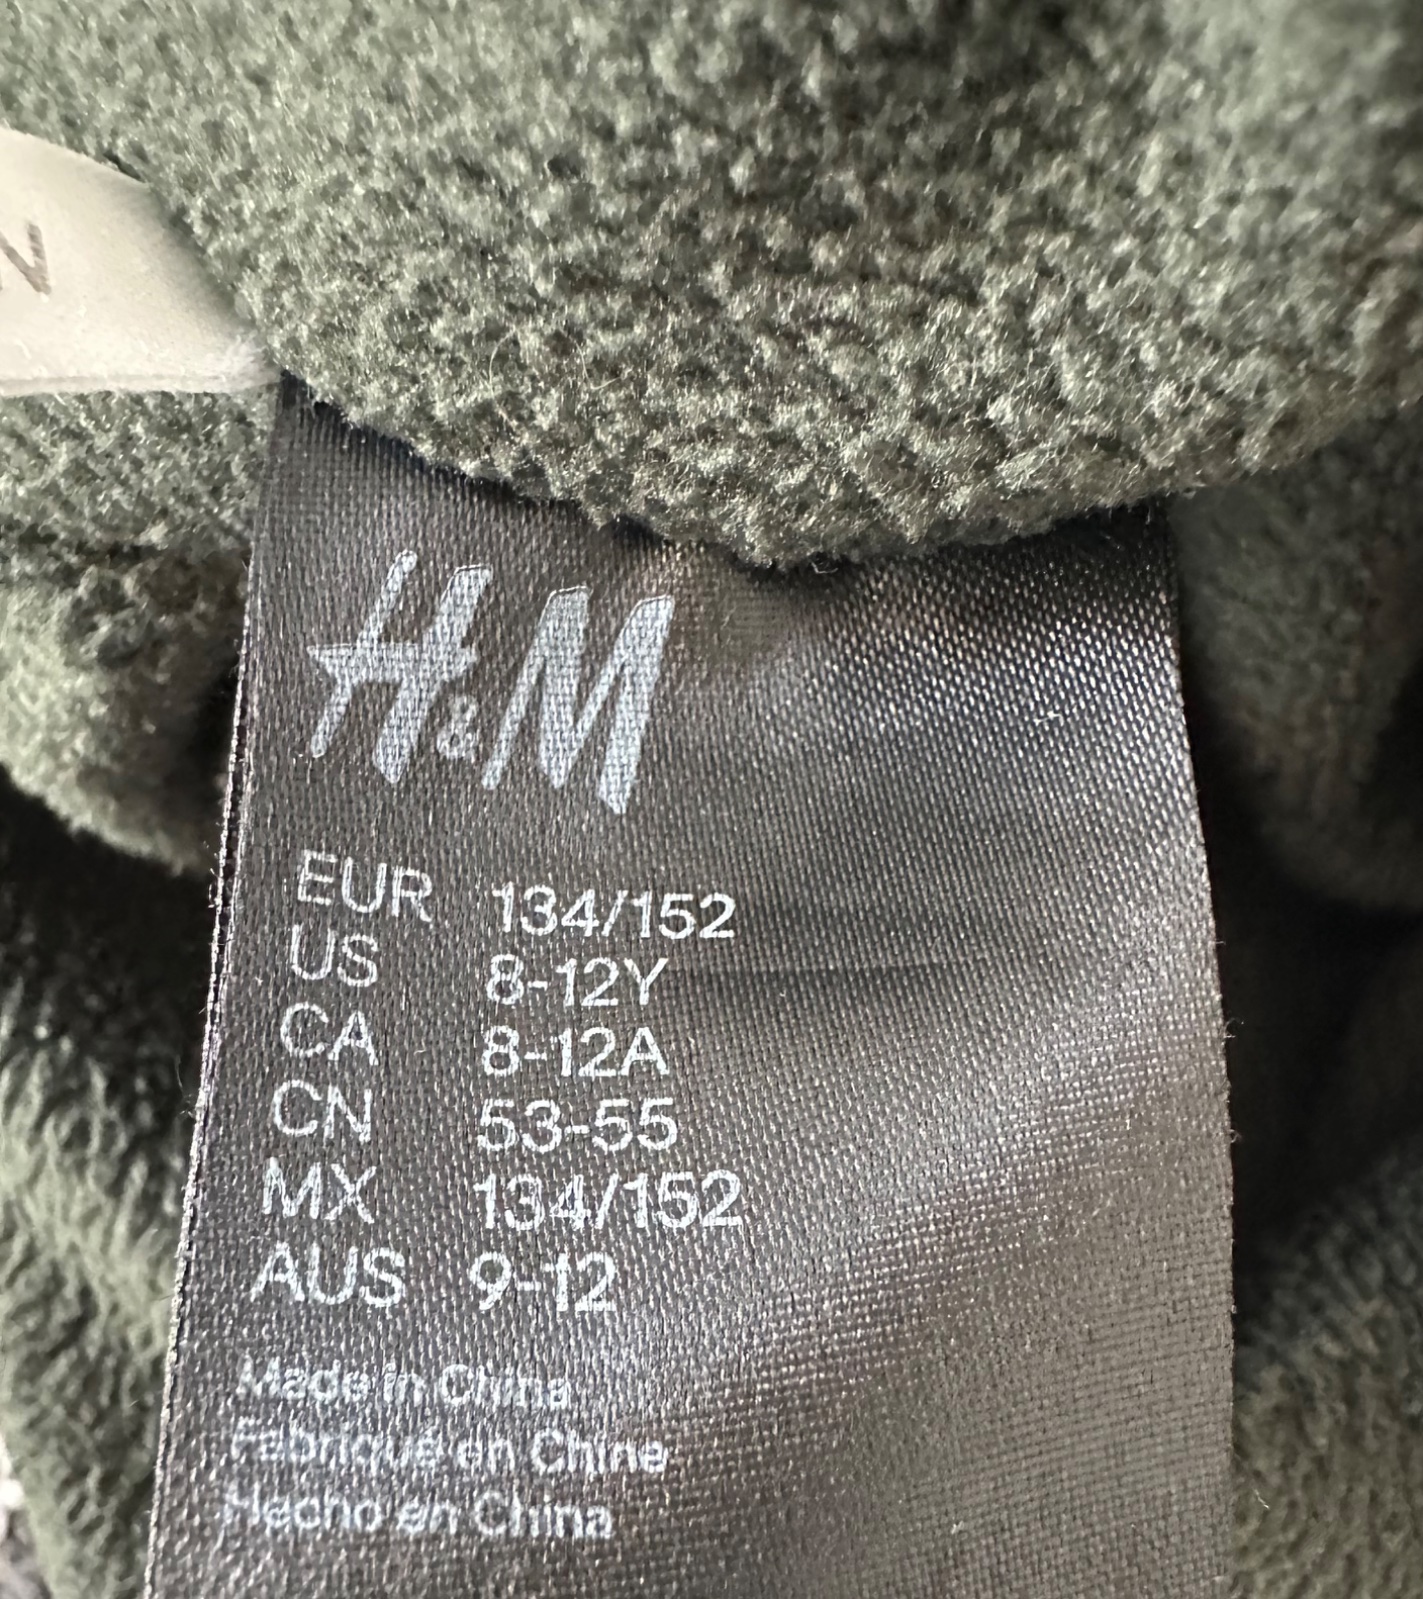 N
H&M
EUR 134/152
US 8-12Y
CA 8-12A
CN 53-55
MX 134/152
AUS 9-12
Made in China
Fabriqué en Chine
Hecho en China